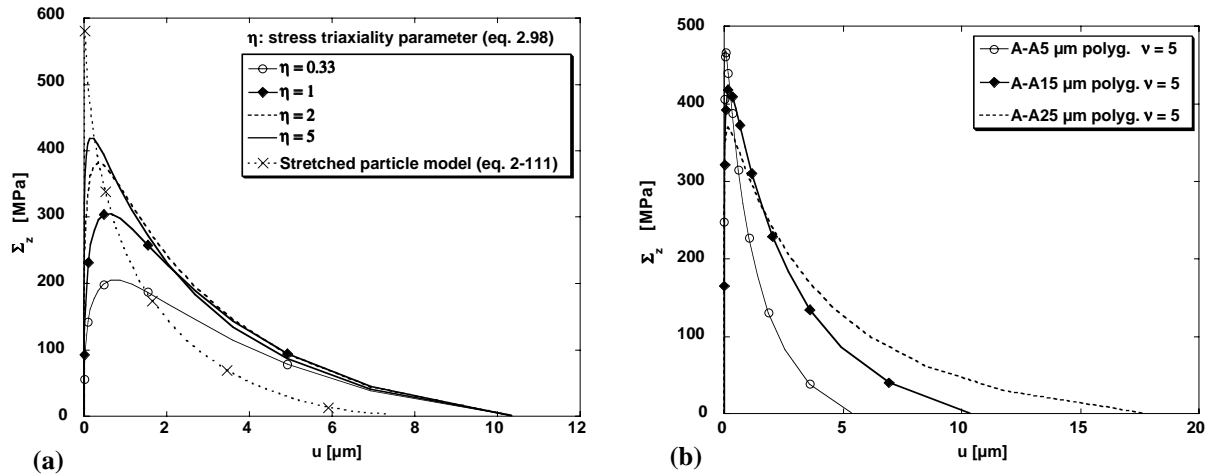 600
500
400
300
200
100
0
Σz [MPa]
0 2 4 6 8 10 12
u [µm]
η: stress triaxiality parameter (eq. 2.98)
η = 0.33
η = 1
η = 2
η = 5
Stretched particle model (eq. 2-111)
(a)
500
400
300
200
100
0
Σz [MPa]
0 5 10 15 20
u [µm]
A-A5 µm polyg. ν = 5
A-A15 µm polyg. ν = 5
A-A25 µm polyg. ν = 5
(b)